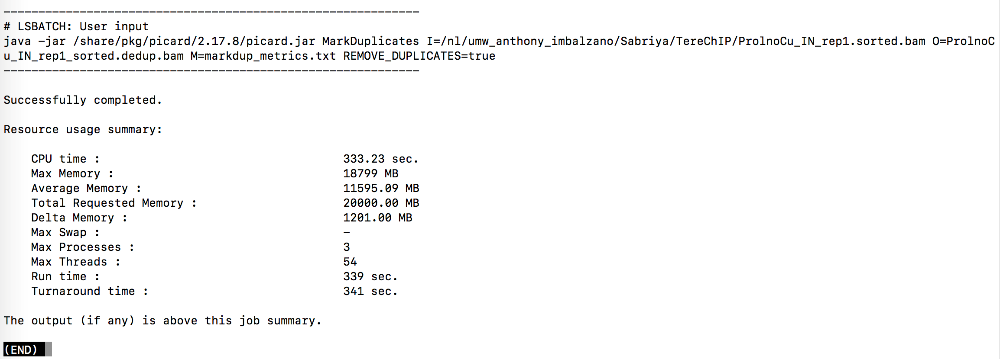 ------------------------------------------------------------
# LSBATCH: User input
java -jar /share/pkg/picard/2.17.8/picard.jar MarkDuplicates I=/nl/umw_anthony_imbalzano/Sabriya/TereChIP/ProlnoCu_IN_rep1.sorted.bam O=ProlnoC
u_IN_rep1_sorted.dedup.bam M=markdup_metrics.txt REMOVE_DUPLICATES=true
------------------------------------------------------------
Successfully completed.
Resource usage summary:
CPU time : 333.23 sec.
Max Memory : 18799 MB
Average Memory : 11595.09 MB
Total Requested Memory : 20000.00 MB
Delta Memory : 1201.00 MB
Max Swap : -
Max Processes : 3
Max Threads : 54
Run time : 339 sec.
Turnaround time : 341 sec.
The output (if any) is above this job summary.
(END)